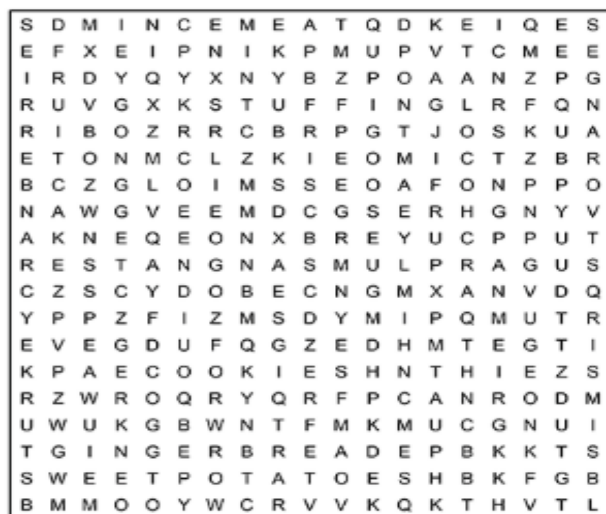 S D M I N C E M E A T Q D K E I Q E S
E F X E I P N I K P M U P V T C M E E
I R D Y Q Y X N Y B Z P O A A N Z P G
R U V G X K S T U F F I N G L R F Q N
R I B O Z R R C B R P G T J O S K U A
E T O N M C L Z K I E O M I C T Z B R
B C Z G L O I M S S E O A F O N P P O
N A W G V E E M D C G S E R H G N Y V
A K N E Q E O N X B R E Y U C P P U T
R E S T A N G N A S M U L P R A G U S
C Z S C Y D O B E C N G M X A N V D Q
Y P P Z F I Z M S D Y M I P Q M U T R
E V E G D U F Q G Z E D H M T E G T I
K P A E C O O K I E S H N T H I E Z S
R Z W R O Q R Y Q R F P C A N R O D M
U W U K G B W N T F M K M U C G N U I
T G I N G E R B R E A D E P B K K T S
S W E E T P O T A T O E S H B K F G B
B M M O O Y W C R V V K Q K T H V T L